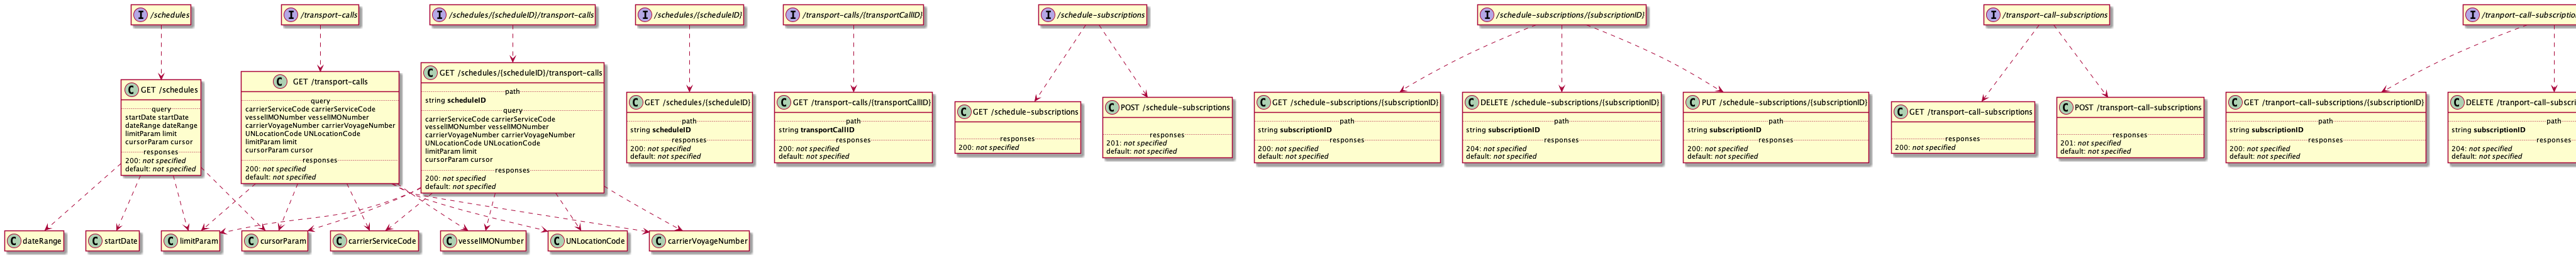 I /schedules
I /transport-calls
I /schedules/{scheduleID}/transport-calls
I /schedules/{scheduleID}
I /transport-calls/{transportCallID}
I /schedule-subscriptions
I /schedule-subscriptions/{subscriptionID}
I /transport-call-subscriptions
I /tranport-call-subscriptio
C GET /schedules
query
startDate startDate
dateRange dateRange
limitParam limit
cursorParam cursor
responses
200: not specified
default: not specified
C GET /transport-calls
query
carrierServiceCode carrierServiceCode
vesselIMONumber vesselIMONumber
carrierVoyageNumber carrierVoyageNumber
UNLocationCode UNLocationCode
limitParam limit
cursorParam cursor
responses
200: not specified
default: not specified
C GET /schedules/{scheduleID}/transport-calls
path
string scheduleID
query
carrierServiceCode carrierServiceCode
vesselIMONumber vesselIMONumber
carrierVoyageNumber carrierVoyageNumber
UNLocationCode UNLocationCode
limitParam limit
cursorParam cursor
responses
200: not specified
default: not specified
C GET /schedules/{scheduleID}
path
string scheduleID
responses
200: not specified
default: not specified
C GET /transport-calls/{transportCallID}
path
string transportCallID
responses
200: not specified
default: not specified
C GET /schedule-subscriptions
responses
200: not specified
C POST /schedule-subscriptions
responses
201: not specified
default: not specified
C GET /schedule-subscriptions/{subscriptionID}
path
string subscriptionID
responses
200: not specified
default: not specified
C DELETE /schedule-subscriptions/{subscriptionID}
path
string subscriptionID
responses
204: not specified
default: not specified
C PUT /schedule-subscriptions/{subscriptionID}
path
string subscriptionID
responses
200: not specified
default: not specified
C GET /transport-call-subscriptions
responses
200: not specified
C POST /transport-call-subscriptions
responses
201: not specified
default: not specified
C GET /tranport-call-subscriptions/{subscriptionID}
path
string subscriptionID
responses
200: not specified
default: not specified
C DELETE /tranport-call-su
path
string subscriptionID
responses
204: not specified
default: not specified
C dateRange
C startDate
C limitParam
C cursorParam
C carrierServiceCode
C vesselIMONumber
C UNLocationCode
C carrierVoyageNumber